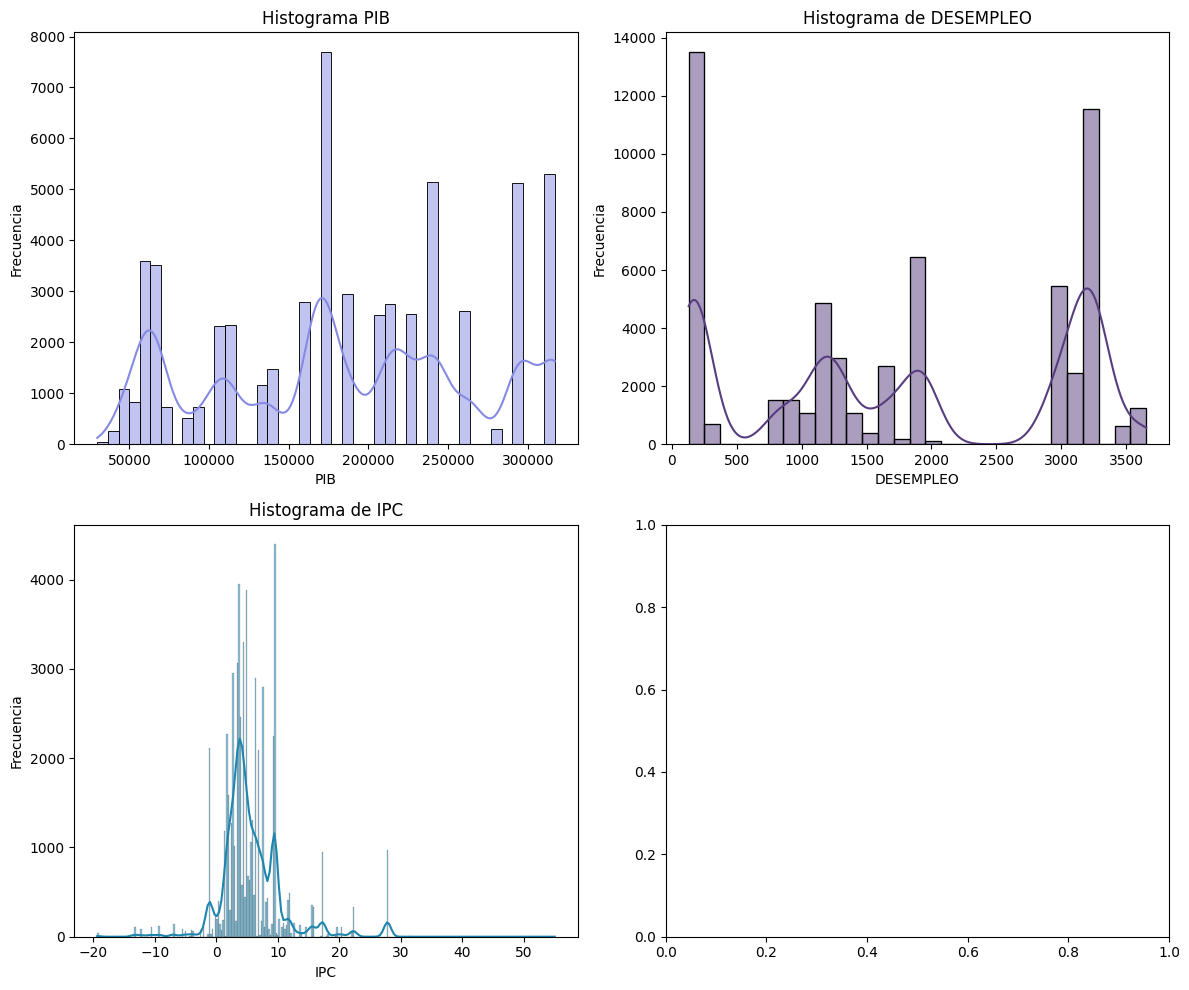 Histograma PIB
8000
7000
6000
5000
4000
3000
2000
1000
0
Frecuencia
50000 100000 150000 200000 250000 300000
PIB
Histograma de DESEMPLEO
14000
12000
10000
8000
6000
4000
2000
0
Frecuencia
0 500 1000 1500 2000 2500 3000 3500
DESEMPLEO
Histograma de IPC
4000
3000
2000
1000
0
Frecuencia
−20 −10 0 10 20 30 40 50
IPC
1.0
0.8
0.6
0.4
0.2
0.0
0.0 0.2 0.4 0.6 0.8 1.0